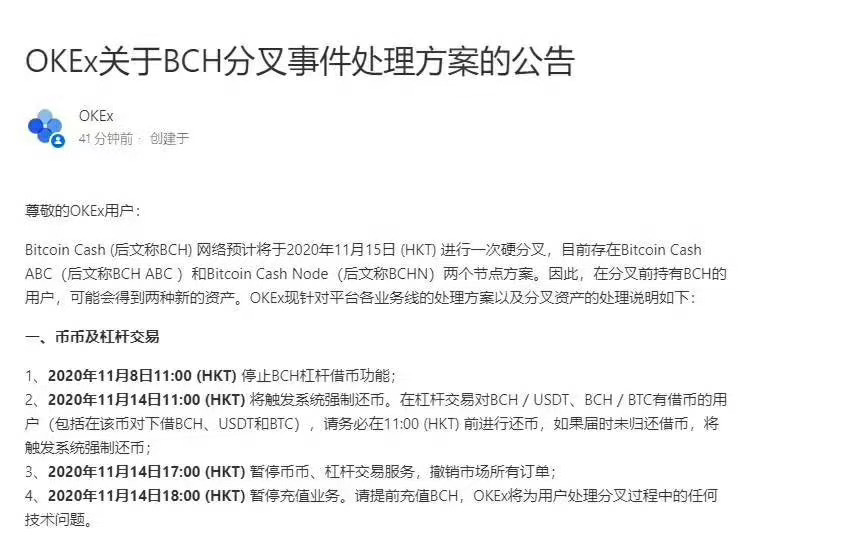 OKEx关于BCH分叉事件处理方案的公告
OKEx
41 分钟前 · 创建于
尊敬的OKEx用户：
Bitcoin Cash (后文称BCH) 网络预计将于2020年11月15日 (HKT) 进行一次硬分叉，目前存在Bitcoin Cash
ABC（后文称BCH ABC ）和Bitcoin Cash Node（后文称BCHN）两个节点方案。因此，在分叉前持有BCH的
用户，可能会得到两种新的资产。OKEx现针对平台各业务线的处理方案以及分叉资产的处理说明如下：
一、币币及杠杆交易
1、2020年11月8日11:00 (HKT) 停止BCH杠杆借币功能；
2、2020年11月14日11:00 (HKT) 将触发系统强制还币。在杠杆交易对BCH / USDT、BCH / BTC有借币的用
户（包括在该币对下借BCH、USDT和BTC），请务必在11:00 (HKT) 前进行还币，如果届时未归还借币，将
触发系统强制还币；
3、2020年11月14日17:00 (HKT) 暂停币币、杠杆交易服务，撤销市场所有订单；
4、2020年11月14日18:00 (HKT) 暂停充值业务。请提前充值BCH，OKEx将为用户处理分叉过程中的任何
技术问题。